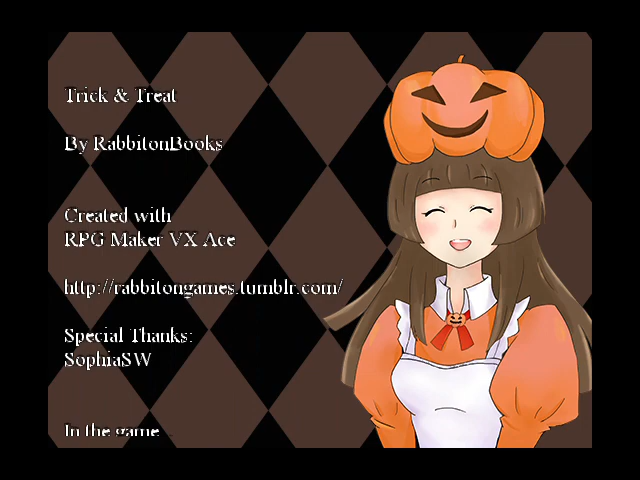 Trick & Treat
By RabbitonBooks
Created with
RPG Maker VX Ace
http://rabbitongames.tumblr.com/
Special Thanks:
SophiaSW
In the game...